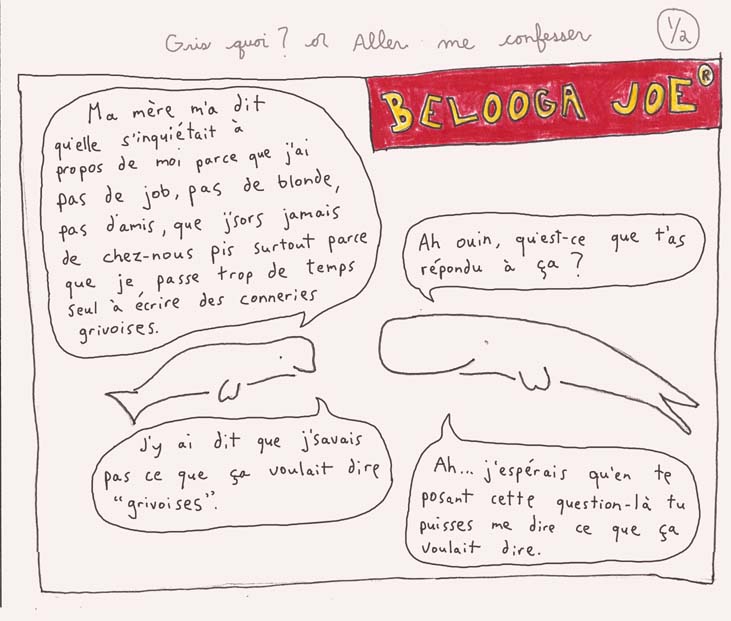 Gris quoi ? or Aller me confesser
1/2
BELOOGA JOE ®
Ma mère m'a dit
qu'elle s'inquiétait à
propos de moi parce que j'ai
pas de job, pas de blonde,
pas d'amis, que j'sors jamais
de chez-nous pis surtout parce
que je passe trop de temps
seul à écrire des conneries
grivoises.
Ah ouin, qu'est-ce que t'as
répondu à ça ?
J'y ai dit que j'savais
pas ce que ça voulait dire
"grivoises".
Ah... j'espérais qu'en te
posant cette question-là tu
puisses me dire ce que ça
voulait dire.